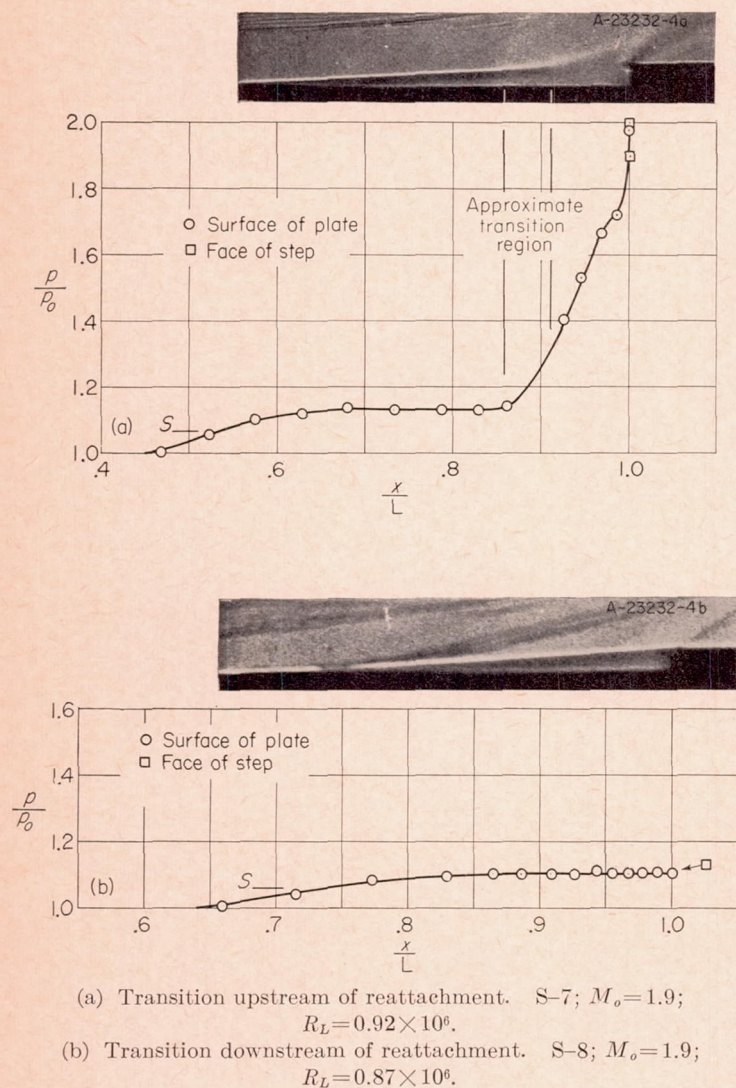 A-23232-4a
2.0
1.8
1.6
1.4
1.2
1.0
p
p₀
Surface of plate
Face of step
Approximate
transition
region
(a)
S
.4
.6
.8
1.0
x
L
A-23232-4b
1.6
1.4
1.2
1.0
p
p₀
Surface of plate
Face of step
(b)
S
.6
.7
.8
.9
1.0
x
L
(a) Transition upstream of reattachment. S–7; Mₒ=1.9;
R_L=0.92×10⁶.
(b) Transition downstream of reattachment. S–8; Mₒ=1.9;
R_L=0.87×10⁶.